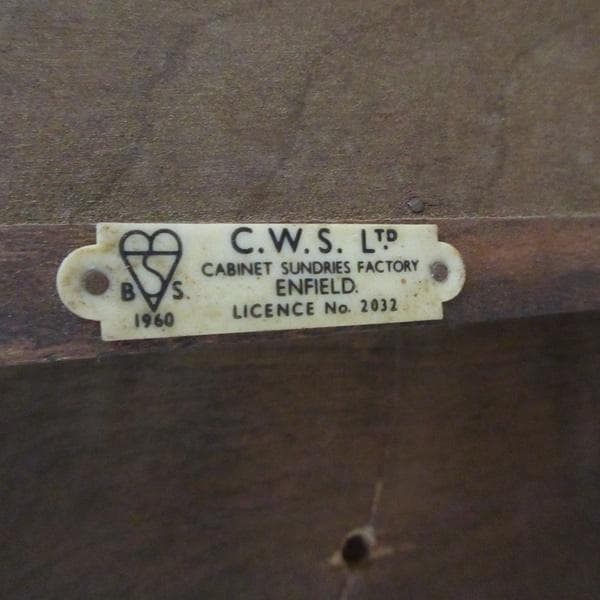 C.W.S. LTD
CABINET SUNDRIES FACTORY
ENFIELD.
LICENCE No. 2032
B S.
1960